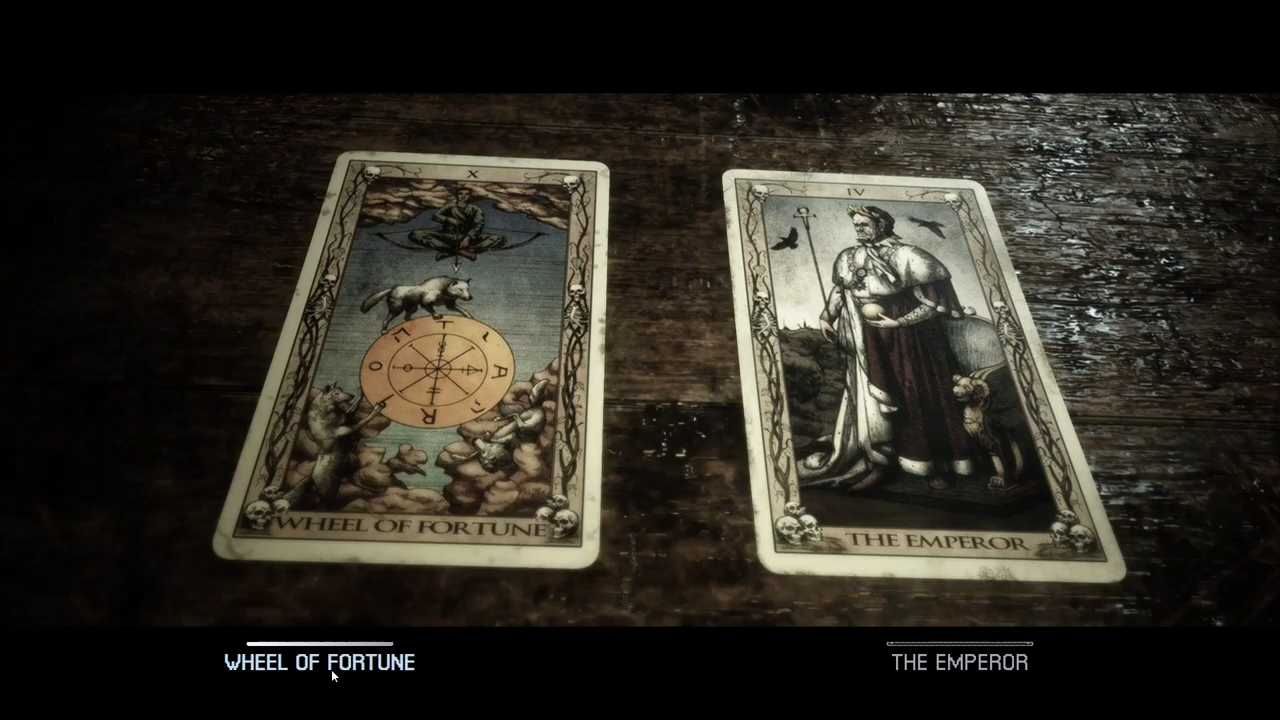 X
IV
T
A
R
O
WHEEL OF FORTUNE
THE EMPEROR
WHEEL OF FORTUNE
THE EMPEROR